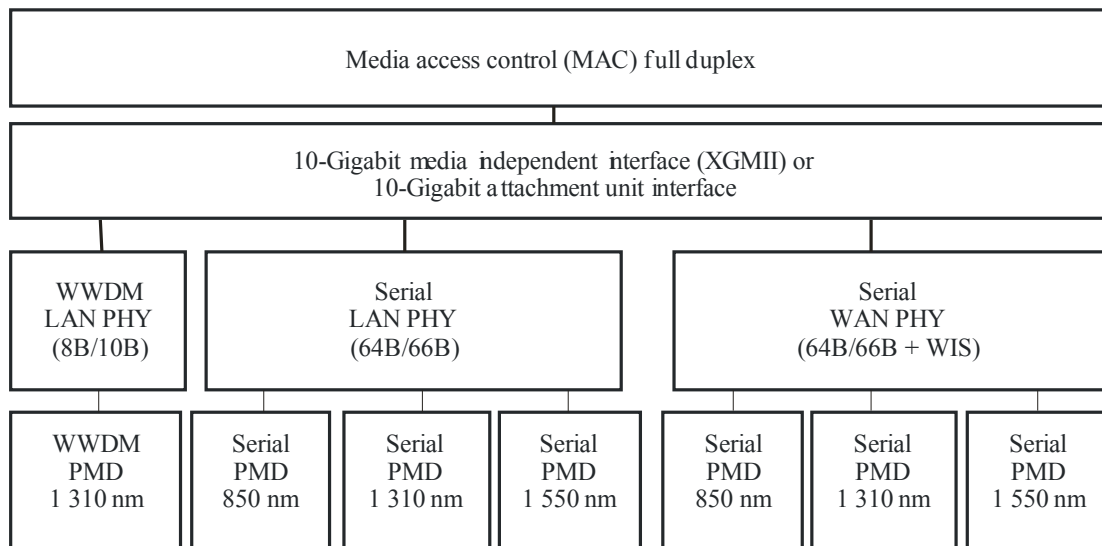 Media access control (MAC) full duplex
10-Gigabit media independent interface (XGMII) or
10-Gigabit attachment unit interface
WWDM
LAN PHY
(8B/10B)
Serial
LAN PHY
(64B/66B)
Serial
WAN PHY
(64B/66B + WIS)
WWDM
PMD
1 310 nm
Serial
PMD
850 nm
Serial
PMD
1 310 nm
Serial
PMD
1 550 nm
Serial
PMD
850 nm
Serial
PMD
1 310 nm
Serial
PMD
1 550 nm